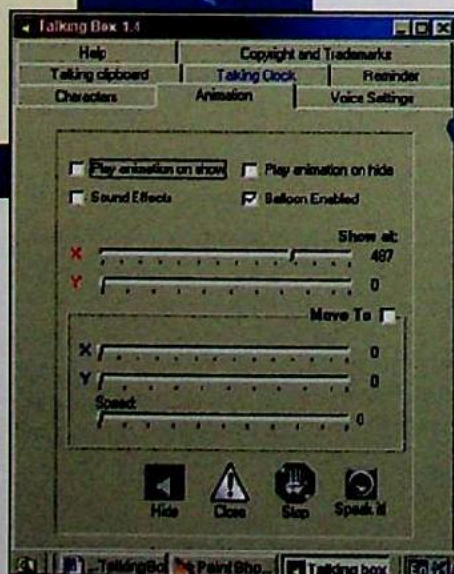 Talking Box 1.4
Help Copyright and Trademarks
Talking clipboard Talking Clock Reminder
Characters Animation Voice Settings
Play animation on show Play animation on hide
Sound Effects Balloon Enabled
Show at:
X 487
Y 0
Move To
X 0
Y 0
Speed:
0
Hide Close Stop Speak it!
_TalkingBo Paint Sho... Talking box En